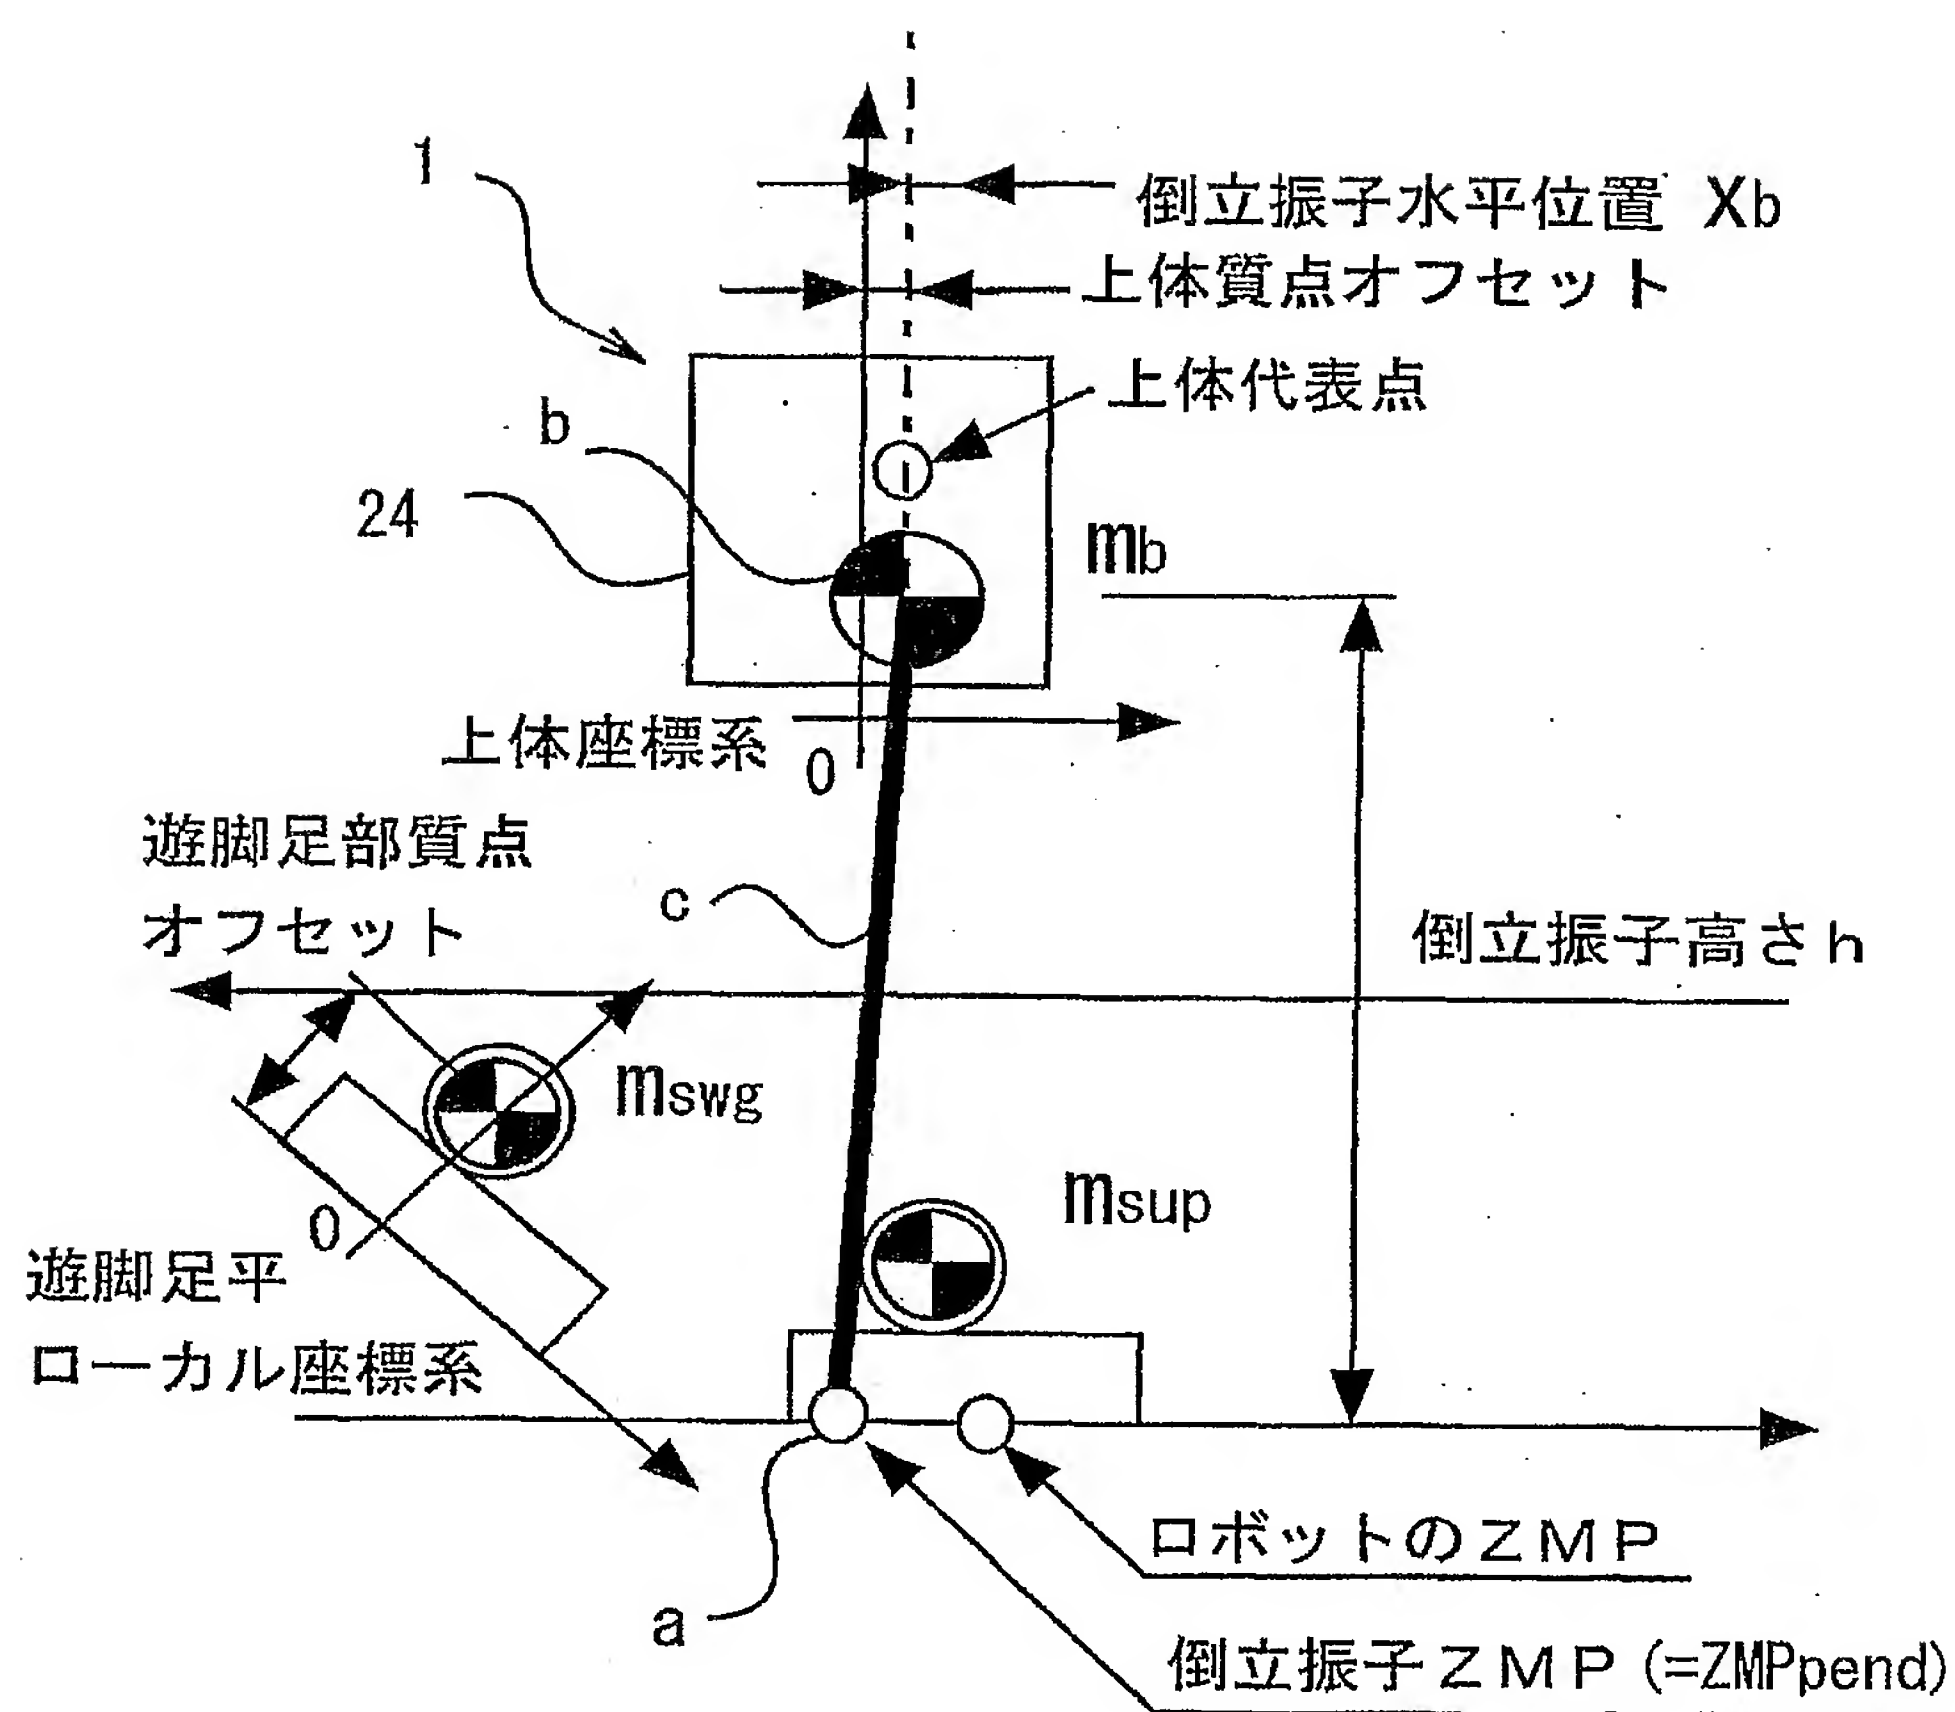 1
倒立振子水平位置 Xb
上体質点オフセット
上体代表点
b
24
mb
上体座標系
0
遊脚足部質点
オフセット
c
倒立振子高さh
mswg
msup
0
遊脚足平
ローカル座標系
ロボットのZMP
a
倒立振子ZMP(=ZMPpend)